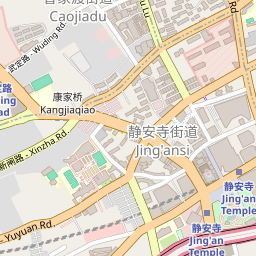 曹家渡街道
Caojiadu
武定路 - Wuding Rd.
康家桥
Kangjiaqiao
静安寺街道
Jing'ansi
新闸路 - Xinzha Rd.
静安寺
Jing'an
Temple
静安寺
Jing'an
Temple
Yuyuan Rd.